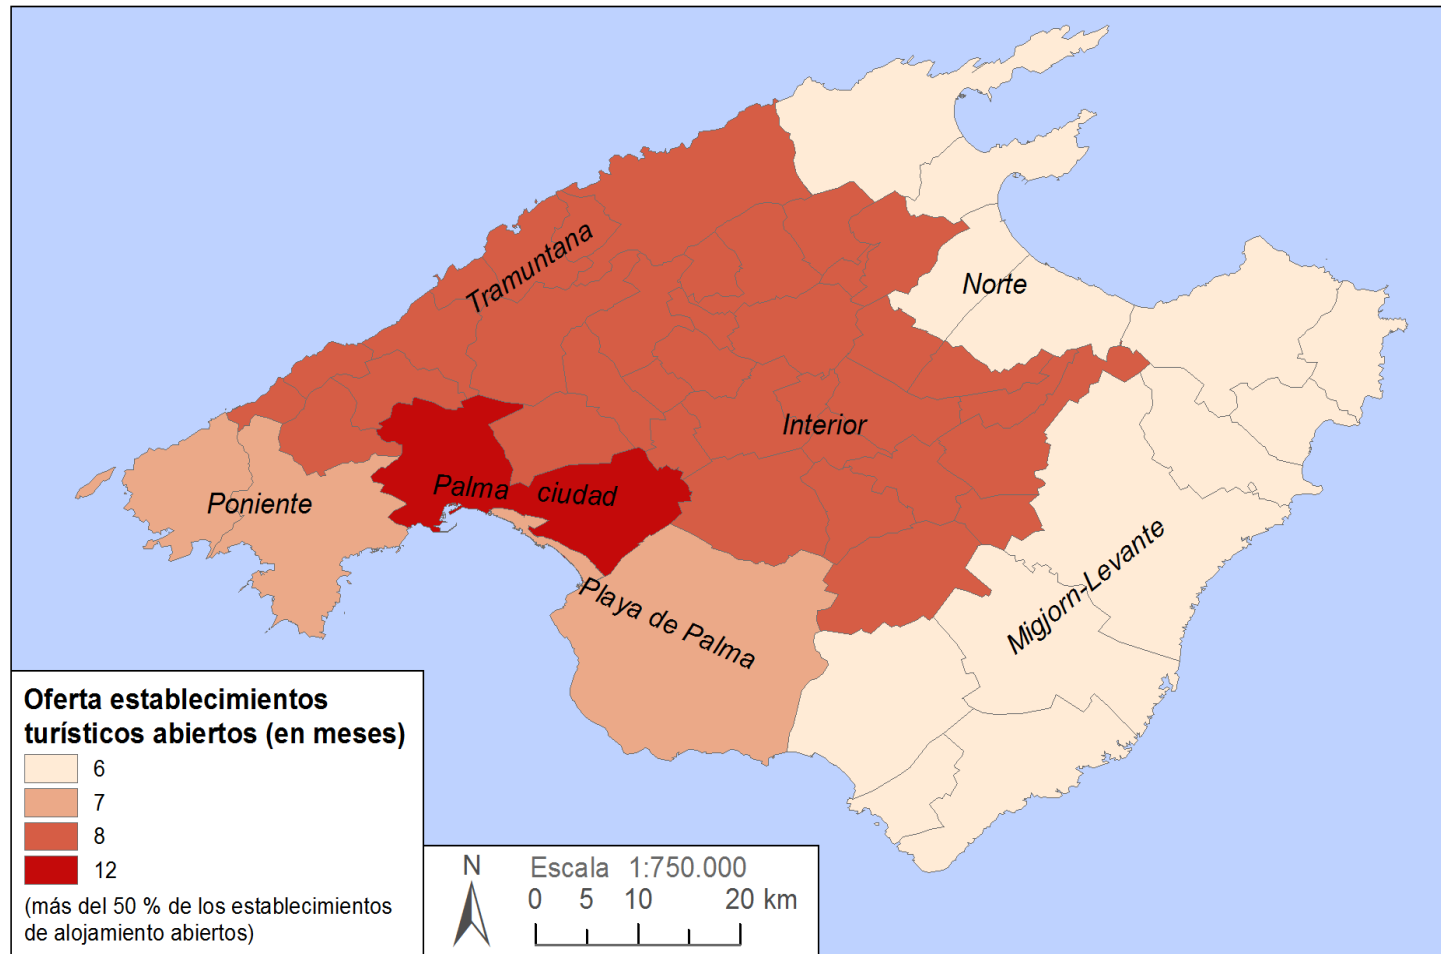 Tramuntana
Norte
Interior
Poniente
Palma ciudad
Playa de Palma
Migjorn-Levante
Oferta establecimientos
turísticos abiertos (en meses)
6
7
8
12
(más del 50 % de los establecimientos
de alojamiento abiertos)
N
Escala 1:750.000
0 5 10 20 km